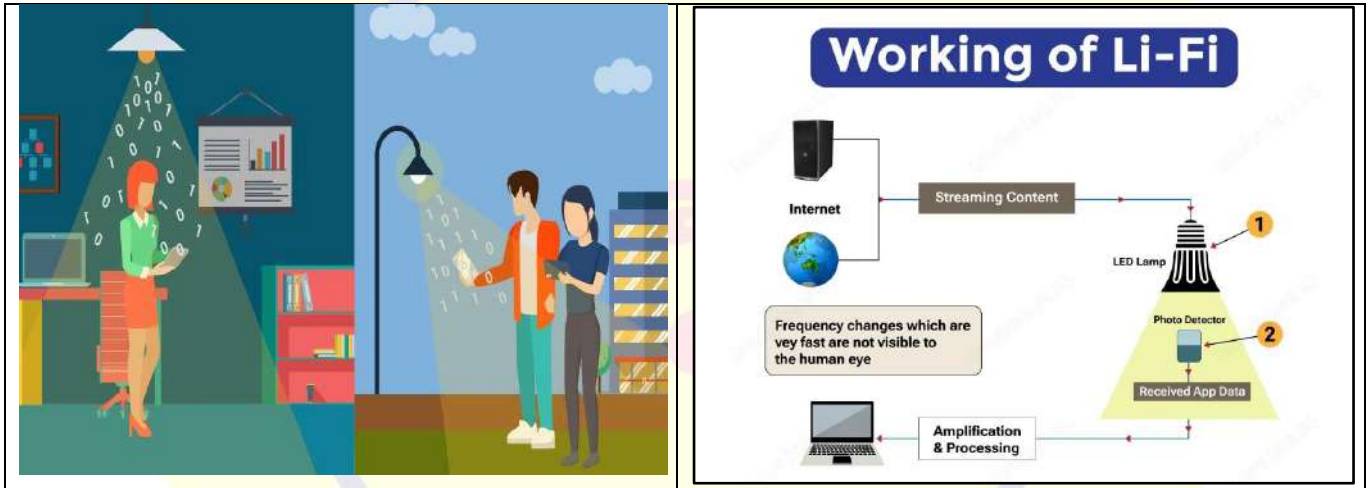 Working of Li-Fi
Streaming Content
Internet
1
LED Lamp
Photo Detector
2
Frequency changes which are
vey fast are not visible to
the human eye
Received App Data
Amplification
& Processing